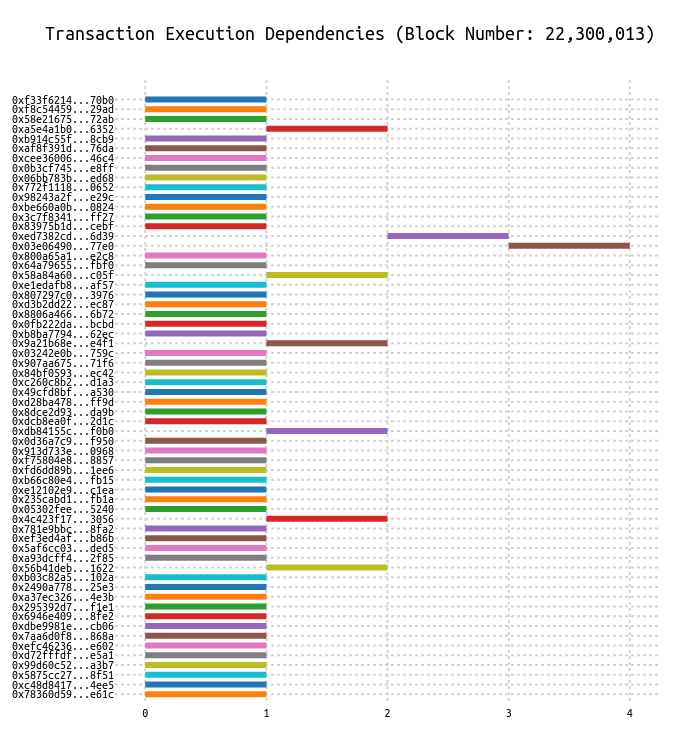 Transaction Execution Dependencies (Block Number: 22,300,013)
0xf33f6214...70b0
0xf8c54459...29ad
0x58e21675...72ab
0xa5e4a1b0...6352
0xb914c55f...8cb9
0xaf8f391d...76da
0xcee36006...46c4
0x0b3cf745...e8ff
0x06bb783b...ed68
0x772f1118...0652
0x98243a2f...e29c
0xbe660a0b...0824
0x3c7f8341...ff27
0x83975b1d...cebf
0xed7382cd...6d39
0x03e06490...77e0
0x800a65a1...e2c8
0x64a79655...fbf0
0x58a84a60...c05f
0xe1edafb8...af57
0x807297c0...3976
0xd3b2dd22...ec87
0x8806a466...6b72
0x0fb222da...bcbd
0xb8ba7794...62ec
0x9a21b68e...e4f1
0x03242e0b...759c
0x907aa675...71f6
0x84bf0593...ec42
0xc260c8b2...d1a3
0x49cfd8bf...a530
0xd28ba478...ff9d
0x8dce2d93...da9b
0xdcb8ea0f...2d1c
0xdb84155c...f0b0
0x0d36a7c9...f950
0x913d733e...0968
0xf75804e8...8857
0xfd6dd89b...1ee6
0xb66c80e4...fb15
0xe12102e9...c1ea
0x235cabd1...fb1a
0x05302fee...5240
0x4c423f17...3056
0x781e9bbc...8fa2
0xef3ed4af...b86b
0x5af6cc03...ded5
0xa93dcff4...2f85
0x56b41deb...1622
0xb03c82a5...102a
0x2490a778...25e3
0xa37ec326...4e3b
0x295392d7...f1e1
0x6946e409...8fe2
0xdbe9981e...cb06
0x7aa6d0f8...868a
0xefc46236...e602
0xd72fffdf...e5a1
0x99d60c52...a3b7
0x5875cc27...8f51
0xc48d8417...4ee5
0x78360d59...e61c
0 1 2 3 4